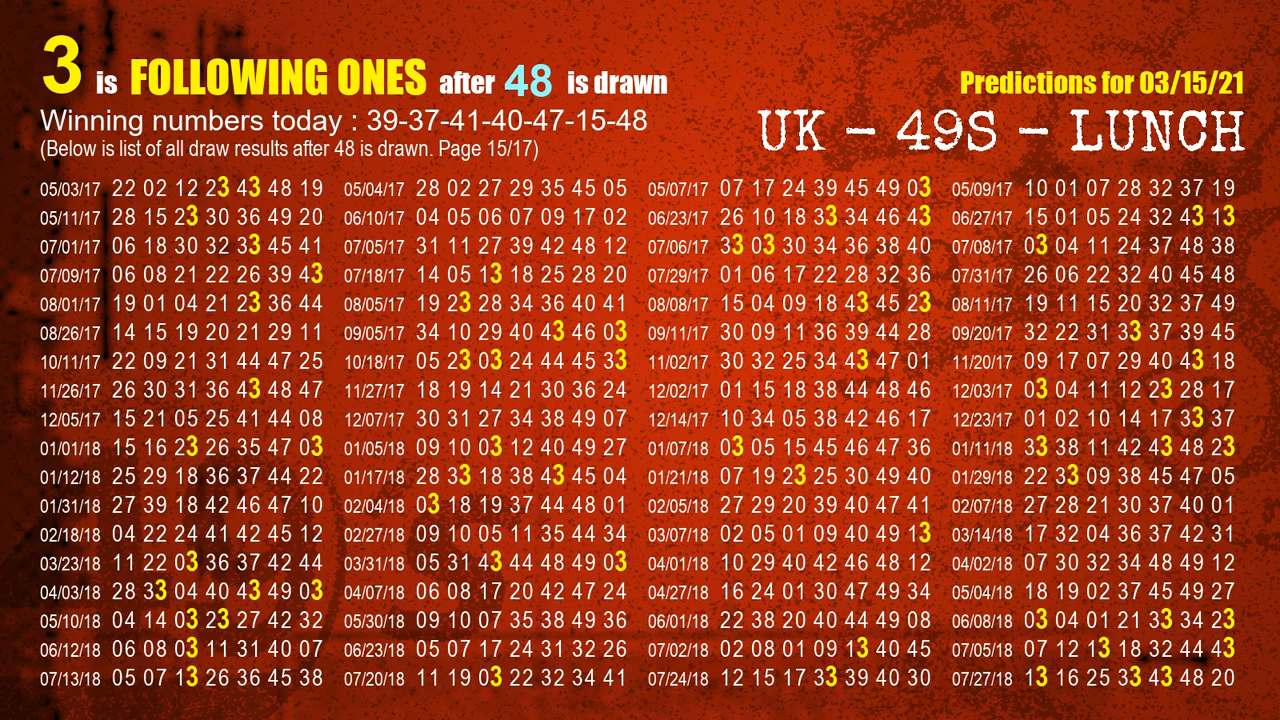 3 is FOLLOWING ONES after 48 is drawn
Predictions for 03/15/21
Winning numbers today : 39-37-41-40-47-15-48
UK - 49S - LUNCH
(Below is list of all draw results after 48 is drawn. Page 15/17)
05/03/17 22 02 12 23 43 48 19 05/04/17 28 02 27 29 35 45 05 05/07/17 07 17 24 39 45 49 03 05/09/17 10 01 07 28 32 37 19
05/11/17 28 15 23 30 36 49 20 06/10/17 04 05 06 07 09 17 02 06/23/17 26 10 18 33 34 46 43 06/27/17 15 01 05 24 32 43 13
07/01/17 06 18 30 32 33 45 41 07/05/17 31 11 27 39 42 48 12 07/06/17 33 03 30 34 36 38 40 07/08/17 03 04 11 24 37 48 38
07/09/17 06 08 21 22 26 39 43 07/18/17 14 05 13 18 25 28 20 07/29/17 01 06 17 22 28 32 36 07/31/17 26 06 22 32 40 45 48
08/01/17 19 01 04 21 23 36 44 08/05/17 19 23 28 34 36 40 41 08/08/17 15 04 09 18 43 45 23 08/11/17 19 11 15 20 32 37 49
08/26/17 14 15 19 20 21 29 11 09/05/17 34 10 29 40 43 46 03 09/11/17 30 09 11 36 39 44 28 09/20/17 32 22 31 33 37 39 45
10/11/17 22 09 21 31 44 47 25 10/18/17 05 23 03 24 44 45 33 11/02/17 30 32 25 34 43 47 01 11/20/17 09 17 07 29 40 43 18
11/26/17 26 30 31 36 43 48 47 11/27/17 18 19 14 21 30 36 24 12/02/17 01 15 18 38 44 48 46 12/03/17 03 04 11 12 23 28 17
12/05/17 15 21 05 25 41 44 08 12/07/17 30 31 27 34 38 49 07 12/14/17 10 34 05 38 42 46 17 12/23/17 01 02 10 14 17 33 37
01/01/18 15 16 23 26 35 47 03 01/05/18 09 10 03 12 40 49 27 01/07/18 03 05 15 45 46 47 36 01/11/18 33 38 11 42 43 48 23
01/12/18 25 29 18 36 37 44 22 01/17/18 28 33 18 38 43 45 04 01/21/18 07 19 23 25 30 49 40 01/29/18 22 33 09 38 45 47 05
01/31/18 27 39 18 42 46 47 10 02/04/18 03 18 19 37 44 48 01 02/05/18 27 29 20 39 40 47 41 02/07/18 27 28 21 30 37 40 01
02/18/18 04 22 24 41 42 45 12 02/27/18 09 10 05 11 35 44 34 03/07/18 02 05 01 09 40 49 13 03/14/18 17 32 04 36 37 42 31
03/23/18 11 22 03 36 37 42 44 03/31/18 05 31 43 44 48 49 03 04/01/18 10 29 40 42 46 48 12 04/02/18 07 30 32 34 48 49 12
04/03/18 28 33 04 40 43 49 03 04/07/18 06 08 17 20 42 47 24 04/27/18 16 24 01 30 47 49 34 05/04/18 18 19 02 37 45 49 27
05/10/18 04 14 03 23 27 42 32 05/30/18 09 10 07 35 38 49 36 06/01/18 22 38 20 40 44 49 08 06/08/18 03 04 01 21 33 34 23
06/12/18 06 08 03 11 31 40 07 06/23/18 05 07 17 24 31 32 26 07/02/18 02 08 01 09 13 40 45 07/05/18 07 12 13 18 32 44 43
07/13/18 05 07 13 26 36 45 38 07/20/18 11 19 03 22 32 34 41 07/24/18 12 15 17 33 39 40 30 07/27/18 13 16 25 33 43 48 20